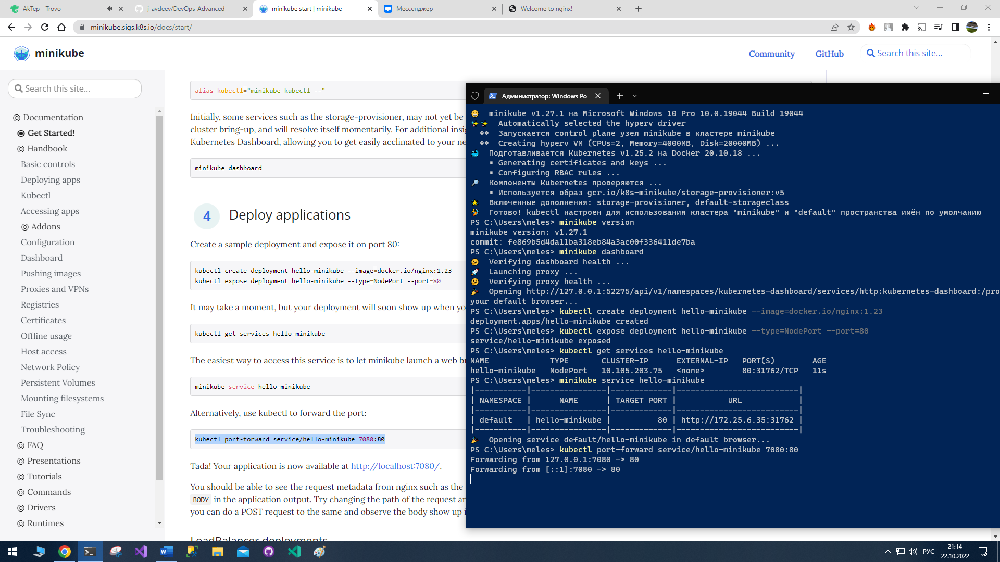 AkTep - Trovo
j-avdeev/DevOps-Advanced
minikube start | minikube
Мессенджер
Welcome to nginx!
minikube.sigs.k8s.io/docs/start/
minikube
Community
GitHub
Search this site...
Search this site...
Documentation
Get Started!
Handbook
Basic controls
Deploying apps
Kubectl
Accessing apps
Addons
Configuration
Dashboard
Pushing images
Proxies and VPNs
Registries
Certificates
Offline usage
Host access
Network Policy
Persistent Volumes
Mounting filesystems
File Sync
Troubleshooting
FAQ
Presentations
Tutorials
Commands
Drivers
Runtimes
alias kubectl="minikube kubectl --"
Initially, some services such as the storage-provisioner, may not yet be
cluster bring-up, and will resolve itself momentarily. For additional insig
Kubernetes Dashboard, allowing you to get easily acclimated to your ne
minikube dashboard
4 Deploy applications
Create a sample deployment and expose it on port 80:
kubectl create deployment hello-minikube --image=docker.io/nginx:1.23
kubectl expose deployment hello-minikube --type=NodePort --port=80
It may take a moment, but your deployment will soon show up when yo
kubectl get services hello-minikube
The easiest way to access this service is to let minikube launch a web br
minikube service hello-minikube
Alternatively, use kubectl to forward the port:
kubectl port-forward service/hello-minikube 7080:80
Tada! Your application is now available at http://localhost:7080/.
You should be able to see the request metadata from nginx such as the
BODY in the application output. Try changing the path of the request an
you can do a POST request to the same and observe the body show up i
LoadBalancer deployments
Администратор: Windows Po
minikube v1.27.1 на Microsoft Windows 10 Pro 10.0.19044 Build 19044
Automatically selected the hyperv driver
Запускается control plane узел minikube в кластере minikube
Creating hyperv VM (CPUs=2, Memory=4000MB, Disk=20000MB) ...
Подготавливается Kubernetes v1.25.2 на Docker 20.10.18 ...
▪ Generating certificates and keys ...
▪ Configuring RBAC rules ...
Компоненты Kubernetes проверяются ...
▪ Используется образ gcr.io/k8s-minikube/storage-provisioner:v5
Включенные дополнения: storage-provisioner, default-storageclass
Готово! kubectl настроен для использования кластера "minikube" и "default" пространства имён по умолчанию
PS C:\Users\meles> minikube version
minikube version: v1.27.1
commit: fe869b5d4da11ba318eb84a3ac00f336411de7ba
PS C:\Users\meles> minikube dashboard
Verifying dashboard health ...
Launching proxy ...
Verifying proxy health ...
Opening http://127.0.0.1:52275/api/v1/namespaces/kubernetes-dashboard/services/http:kubernetes-dashboard:/pro
your default browser...
PS C:\Users\meles> kubectl create deployment hello-minikube --image=docker.io/nginx:1.23
deployment.apps/hello-minikube created
PS C:\Users\meles> kubectl expose deployment hello-minikube --type=NodePort --port=80
service/hello-minikube exposed
PS C:\Users\meles> kubectl get services hello-minikube
NAME TYPE CLUSTER-IP EXTERNAL-IP PORT(S) AGE
hello-minikube NodePort 10.105.203.75 <none> 80:31762/TCP 11s
PS C:\Users\meles> minikube service hello-minikube
|-----------|----------------|-------------|--------------------------|
| NAMESPACE | NAME | TARGET PORT | URL |
|-----------|----------------|-------------|--------------------------|
| default | hello-minikube | 80 | http://172.25.6.35:31762 |
|-----------|----------------|-------------|--------------------------|
Opening service default/hello-minikube in default browser...
PS C:\Users\meles> kubectl port-forward service/hello-minikube 7080:80
Forwarding from 127.0.0.1:7080 -> 80
Forwarding from [::1]:7080 -> 80
РУС
21:14
22.10.2022